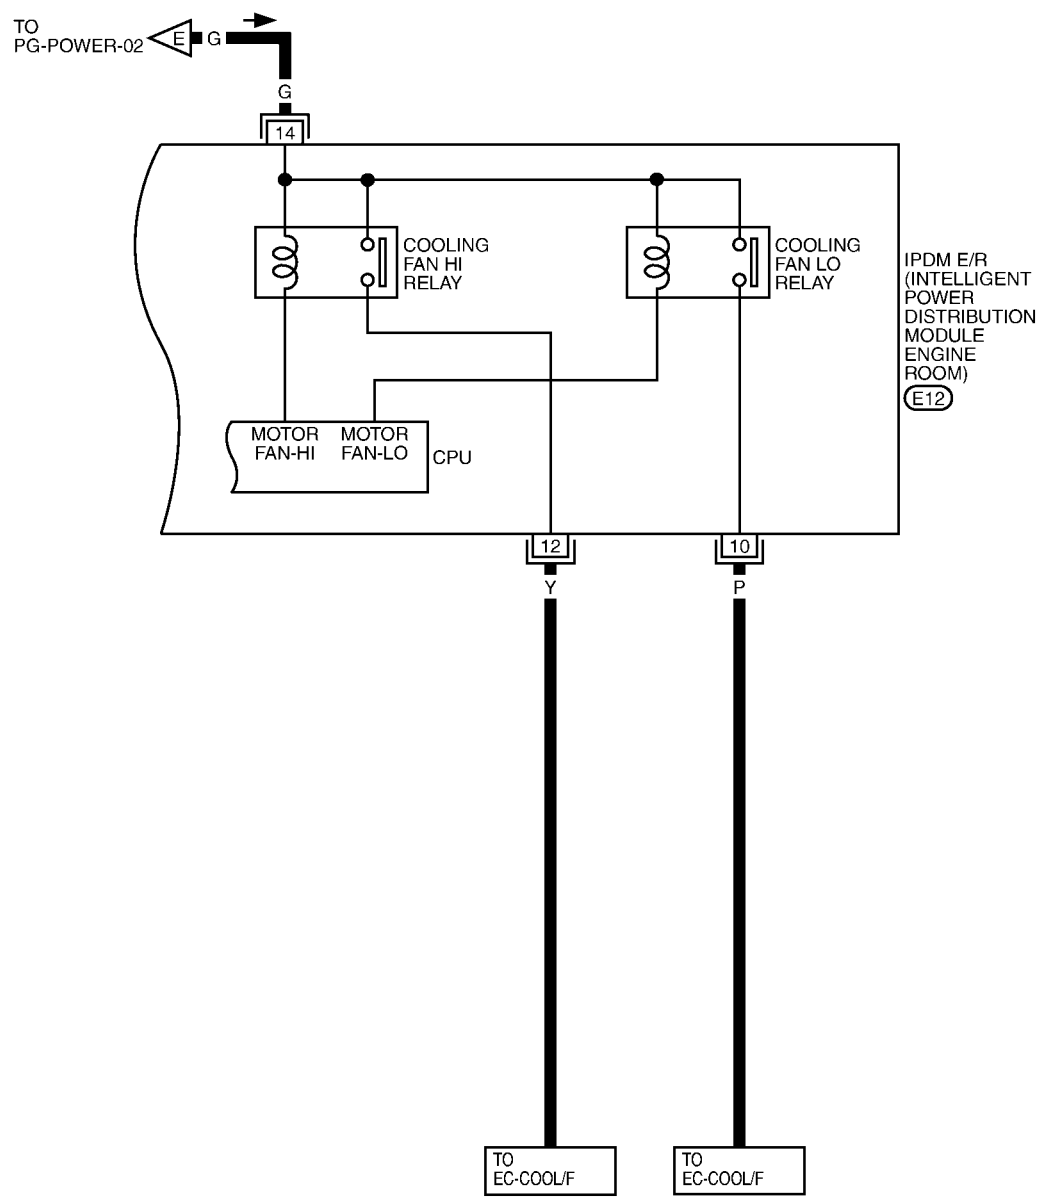 TO
PG-POWER-02
E
G
G
14
COOLING
FAN HI
RELAY
COOLING
FAN LO
RELAY
IPDM E/R
(INTELLIGENT
POWER
DISTRIBUTION
MODULE
ENGINE
ROOM)
E12
MOTOR
FAN-HI
MOTOR
FAN-LO
CPU
12
10
Y
P
TO
EC-COOL/F
TO
EC-COOL/F